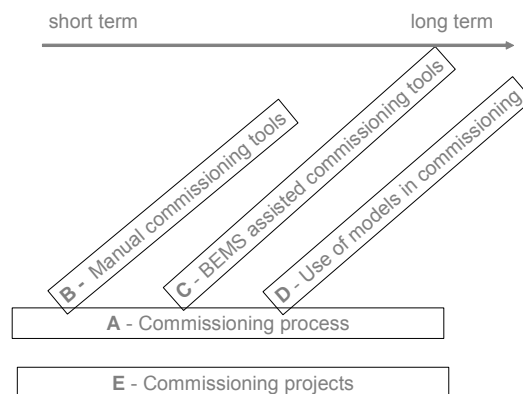 short term
long term
B - Manual commissioning tools
C - BEMS assisted commissioning tools
D - Use of models in commissioning
A - Commissioning process
E - Commissioning projects